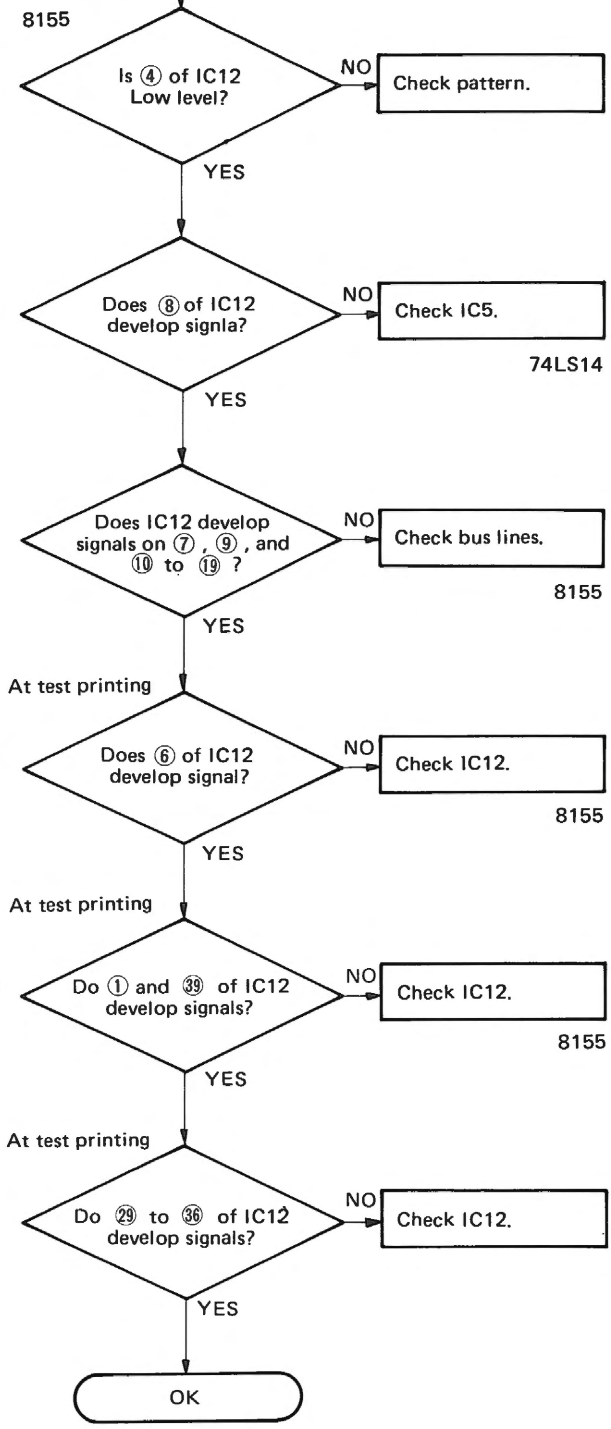 8155
Is ④ of IC12
Low level?
NO
Check pattern.
YES
Does ⑧ of IC12
develop signla?
NO
Check IC5.
74LS14
YES
Does IC12 develop
signals on ⑦, ⑨, and
⑩ to ⑲ ?
NO
Check bus lines.
8155
YES
At test printing
Does ⑥ of IC12
develop signal?
NO
Check IC12.
8155
YES
At test printing
Do ① and ㊴ of IC12
develop signals?
NO
Check IC12.
8155
YES
At test printing
Do ㉙ to ㊱ of IC12
develop signals?
NO
Check IC12.
YES
OK